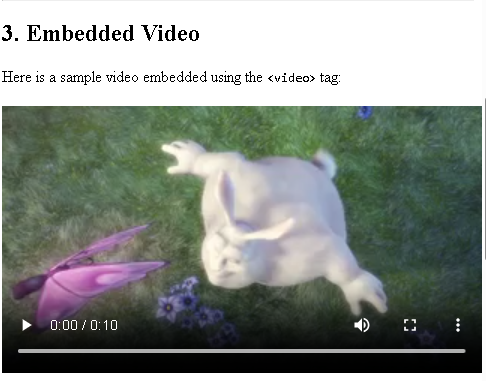 3. Embedded Video
Here is a sample video embedded using the <video> tag:
0:00 / 0:10